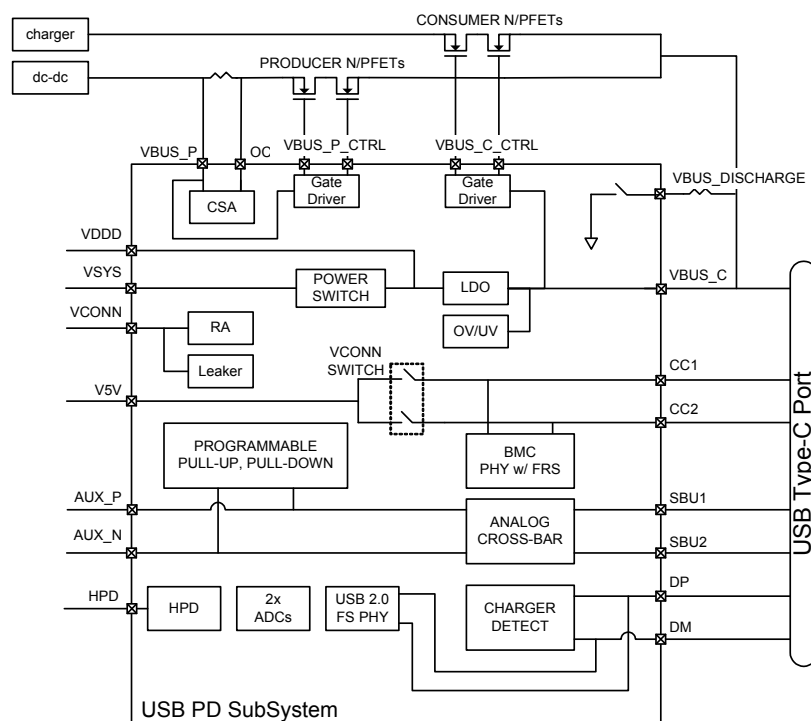 CONSUMER N/PFETs
charger
PRODUCER N/PFETs
dc-dc
VBUS_P
OC
VBUS_P_CTRL
VBUS_C_CTRL
Gate
Driver
Gate
Driver
CSA
VBUS_DISCHARGE
VDDD
VSYS
POWER
SWITCH
LDO
VBUS_C
VCONN
RA
OV/UV
Leaker
VCONN
SWITCH
CC1
V5V
CC2
PROGRAMMABLE
PULL-UP, PULL-DOWN
BMC
PHY w/ FRS
AUX_P
SBU1
ANALOG
CROSS-BAR
AUX_N
SBU2
DP
HPD
HPD
2x
ADCs
USB 2.0
FS PHY
CHARGER
DETECT
DM
USB Type-C Port
USB PD SubSystem